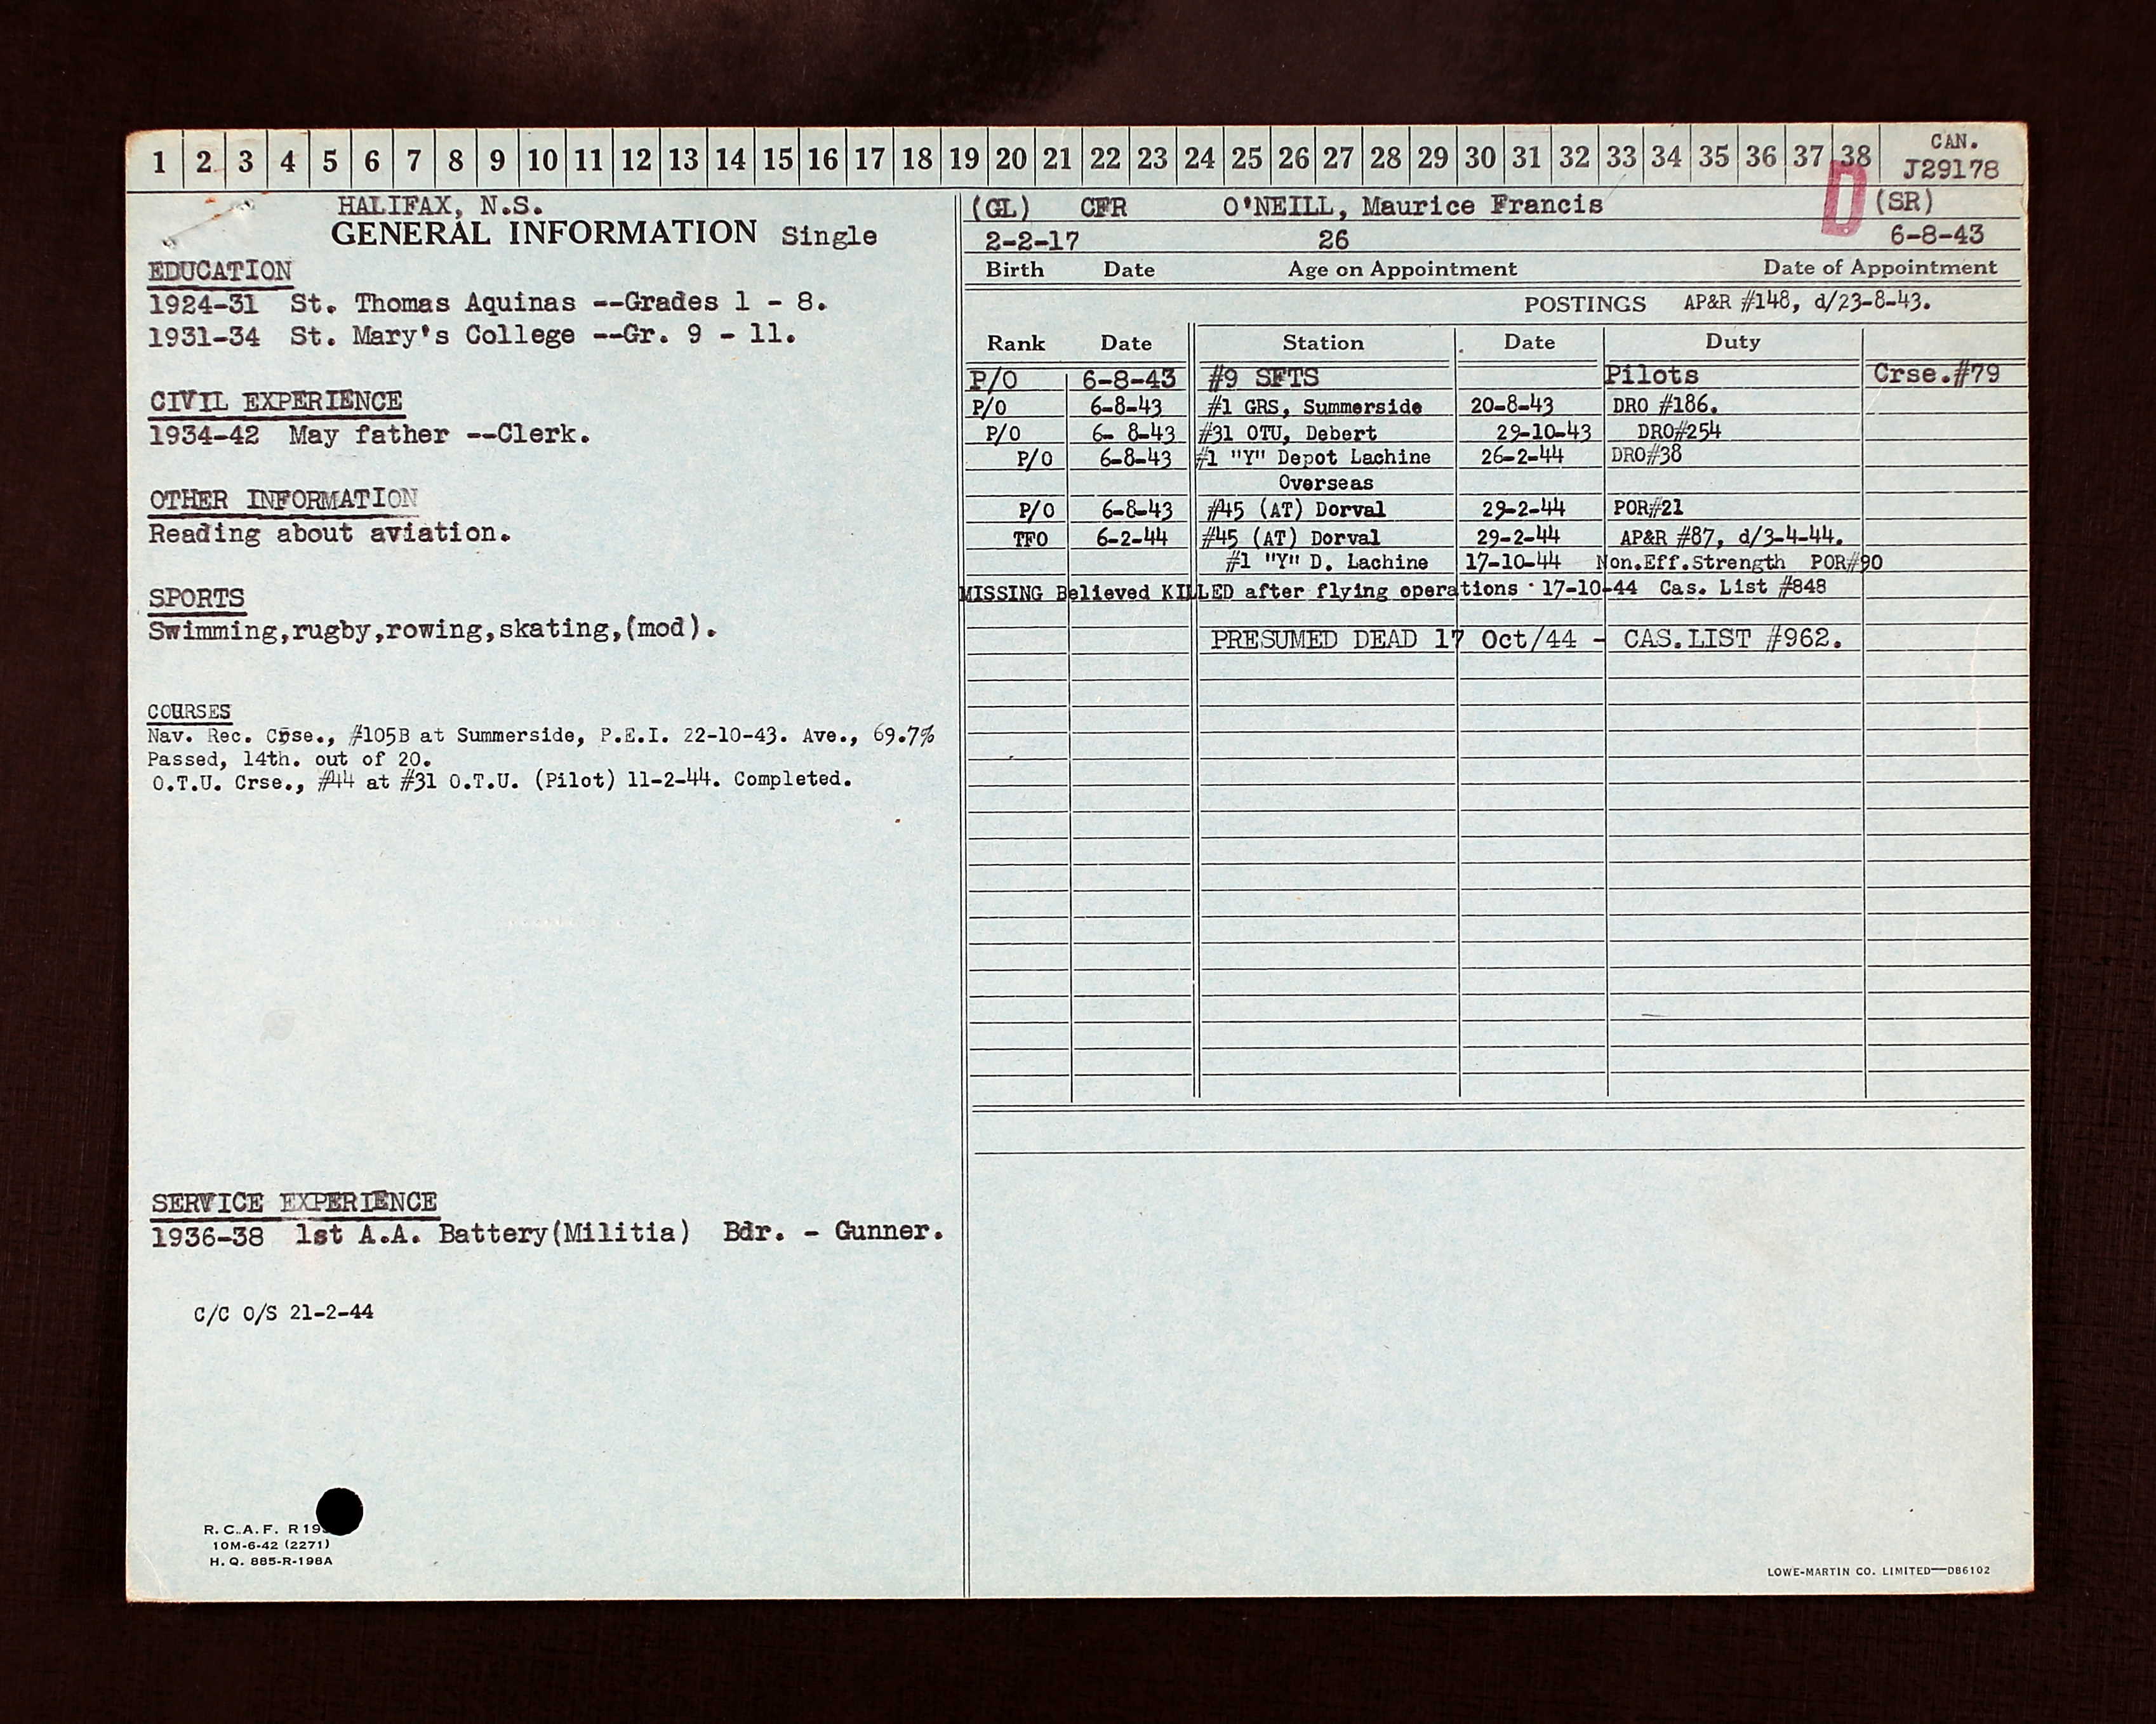 1 2 3 4 5 6 7 8 9 10 11 12 13 14 15 16 17 18 19 20 21 22 23 24 25 26 27 28 29 30 31 32 33 34 35 36 37 38
CAN.
J29178
HALIFAX, N.S.
GENERAL INFORMATION Single
EDUCATION
1924-31 St. Thomas Aquinas --Grades 1 - 8.
1931-34 St. Mary's College --Gr. 9 - 11.
CIVIL EXPERIENCE
1934-42 May father --Clerk.
OTHER INFORMATION
Reading about aviation.
SPORTS
Swimming,rugby,rowing,skating,(mod).
COURSES
Nav. Rec. Crse., #105B at Summerside, P.E.I. 22-10-43. Ave., 69.7%
Passed, 14th. out of 20.
O.T.U. Crse., #44 at #31 O.T.U. (Pilot) 11-2-44. Completed.
SERVICE EXPERIENCE
1936-38 1st A.A. Battery(Militia) Bdr. - Gunner.
C/C O/S 21-2-44
R.C.A.F. R19
10M-6-42 (2271)
H.Q. 885-R-198A
(GL) CFR O'NEILL, Maurice Francis D (SR)
2-2-17 26 6-8-43
Birth Date Age on Appointment Date of Appointment
POSTINGS AP&R #148, d/23-8-43.
Rank Date Station Date Duty
P/O 6-8-43 #9 SFTS Pilots Crse.#79
P/O 6-8-43 #1 GRS, Summerside 20-8-43 DRO #186.
P/O 6- 8-43 #31 OTU, Debert 29-10-43 DRO#254
P/O 6-8-43 #1 "Y" Depot Lachine 26-2-44 DRO#38
Overseas
P/O 6-8-43 #45 (AT) Dorval 29-2-44 POR#21
TFO 6-2-44 #45 (AT) Dorval 29-2-44 AP&R #87, d/3-4-44.
#1 "Y" D. Lachine 17-10-44 Non.Eff.Strength POR#90
MISSING Believed KILLED after flying operations · 17-10-44 Cas. List #848
PRESUMED DEAD 17 Oct/44 - CAS.LIST #962.
LOWE-MARTIN CO. LIMITED—DB6102